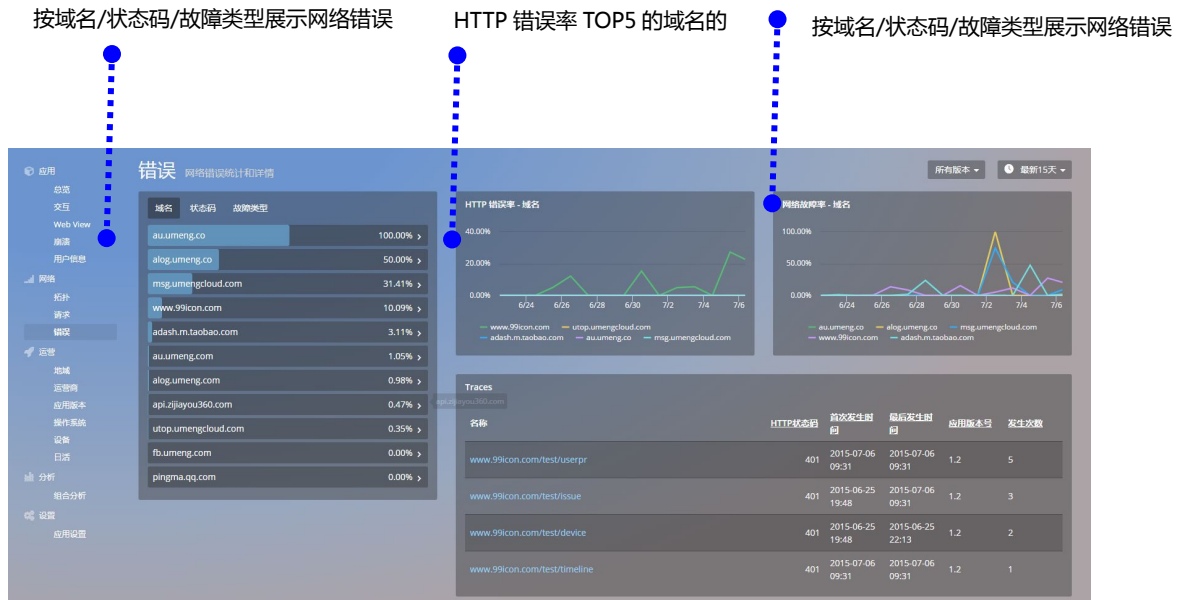 按域名/状态码/故障类型展示网络错误
HTTP 错误率 TOP5 的域名的
按域名/状态码/故障类型展示网络错误
应用
总览
交互
Web View
崩溃
用户信息
网络
拓扑
请求
错误
运营
地域
运营商
应用版本
操作系统
设备
日活
分析
组合分析
设置
应用设置
错误 网络错误统计和详情
所有版本
最新15天
域名 状态码 故障类型
au.umeng.co 100.00%
alog.umeng.co 50.00%
msg.umengcloud.com 31.41%
www.99icon.com 10.09%
adash.m.taobao.com 3.11%
au.umeng.com 1.05%
alog.umeng.com 0.98%
api.zijiayou360.com 0.47%
utop.umengcloud.com 0.35%
fb.umeng.com 0.00%
pingma.qq.com 0.00%
api.zijiayou360.com
HTTP 错误率 - 域名
40.00%
20.00%
0.00%
6/24 6/26 6/28 6/30 7/2 7/4 7/6
www.99icon.com utop.umengcloud.com
adash.m.taobao.com au.umeng.co msg.umengcloud.com
网络故障率 - 域名
100.00%
50.00%
0.00%
6/24 6/26 6/28 6/30 7/2 7/4 7/6
au.umeng.co alog.umeng.co msg.umengcloud.com
www.99icon.com adash.m.taobao.com
Traces
名称 HTTP状态码 首次发生时间 最后发生时间 应用版本号 发生次数
www.99icon.com/test/userpr 401 2015-07-06 09:31 2015-07-06 09:31 1.2 5
www.99icon.com/test/issue 401 2015-06-25 19:48 2015-07-06 09:31 1.2 3
www.99icon.com/test/device 401 2015-06-25 19:48 2015-06-25 22:13 1.2 2
www.99icon.com/test/timeline 401 2015-07-06 09:31 2015-07-06 09:31 1.2 1